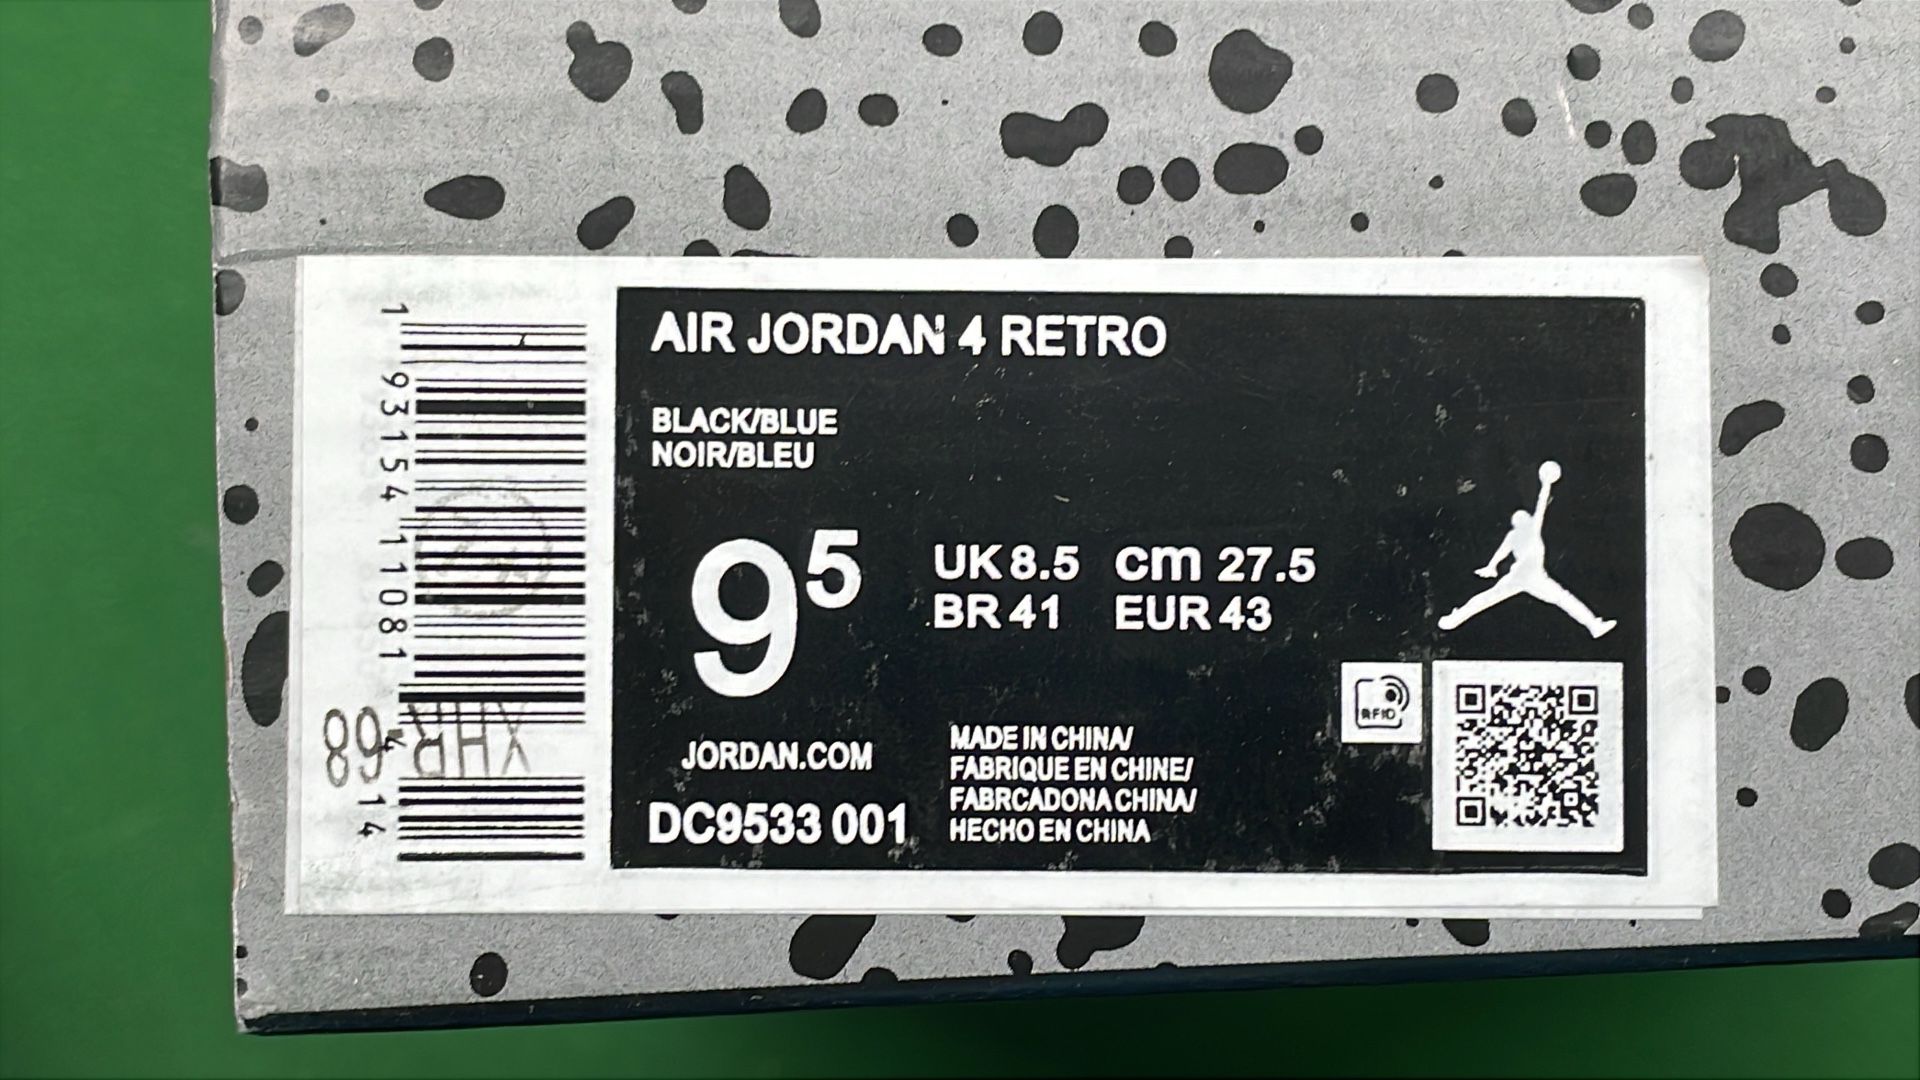 AIR JORDAN 4 RETRO
BLACK/BLUE
NOIR/BLEU
9⁵
UK 8.5 cm 27.5
BR 41 EUR 43
JORDAN.COM
DC9533 001
MADE IN CHINA/
FABRIQUE EN CHINE/
FABRCADONA CHINA/
HECHO EN CHINA
RFID
1 93154 11081 4
14
XHR
68